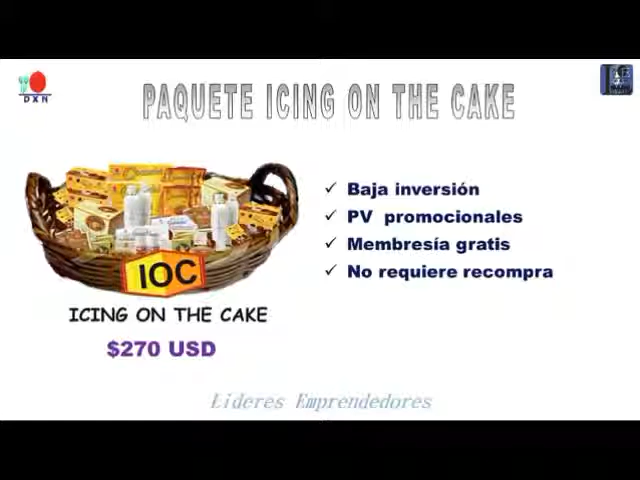 DXN
PAQUETE ICING ON THE CAKE
Baja inversión
PV promocionales
Membresía gratis
No requiere recompra
IOC
ICING ON THE CAKE
$270 USD
Lideres Emprendedores